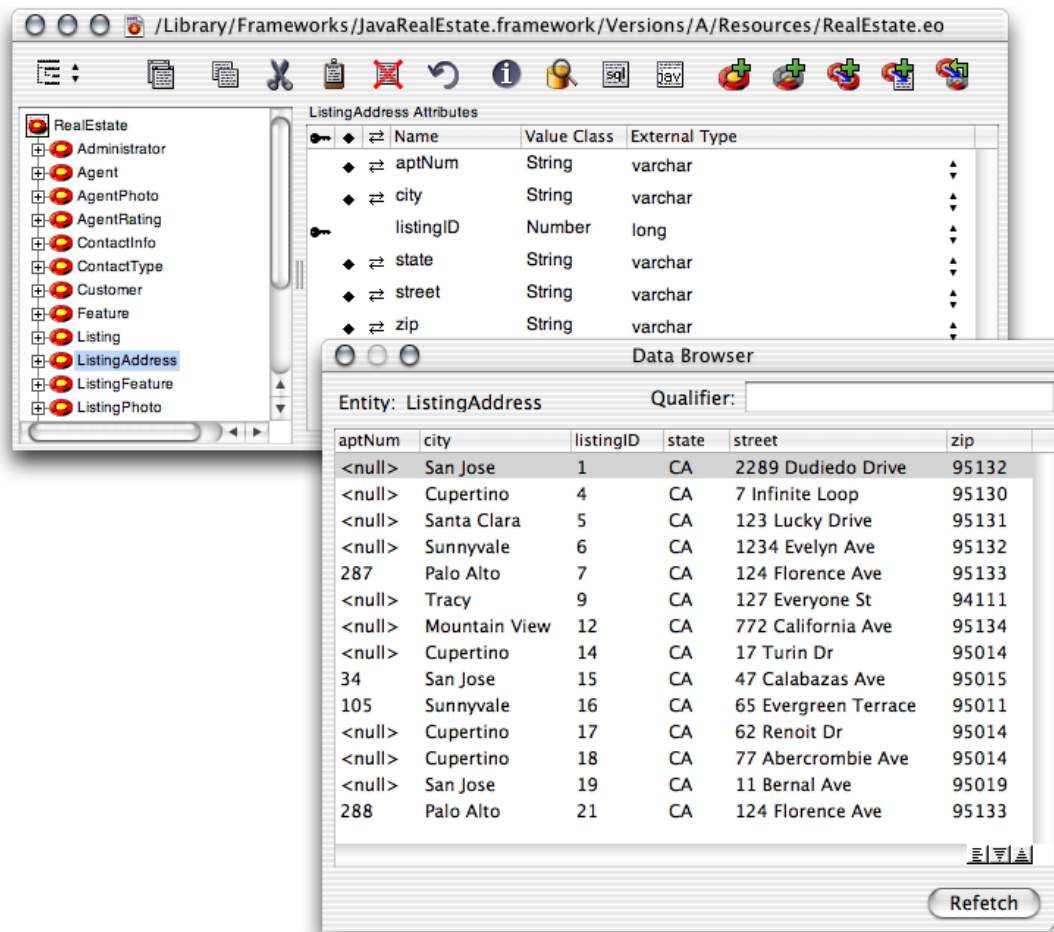 /Library/Frameworks/JavaRealEstate.framework/Versions/A/Resources/RealEstate.eo
sql
jav
RealEstate
Administrator
Agent
AgentPhoto
AgentRating
ContactInfo
ContactType
Customer
Feature
Listing
ListingAddress
ListingFeature
ListingPhoto
ListingAddress Attributes
Name Value Class External Type
aptNum String varchar
city String varchar
listingID Number long
state String varchar
street String varchar
zip String varchar
Data Browser
Entity: ListingAddress Qualifier:
aptNum city listingID state street zip
<null> San Jose 1 CA 2289 Dudiedo Drive 95132
<null> Cupertino 4 CA 7 Infinite Loop 95130
<null> Santa Clara 5 CA 123 Lucky Drive 95131
<null> Sunnyvale 6 CA 1234 Evelyn Ave 95132
287 Palo Alto 7 CA 124 Florence Ave 95133
<null> Tracy 9 CA 127 Everyone St 94111
<null> Mountain View 12 CA 772 California Ave 95134
<null> Cupertino 14 CA 17 Turin Dr 95014
34 San Jose 15 CA 47 Calabazas Ave 95015
105 Sunnyvale 16 CA 65 Evergreen Terrace 95011
<null> Cupertino 17 CA 62 Renoit Dr 95014
<null> Cupertino 18 CA 77 Abercrombie Ave 95014
<null> San Jose 19 CA 11 Bernal Ave 95019
288 Palo Alto 21 CA 124 Florence Ave 95133
Refetch